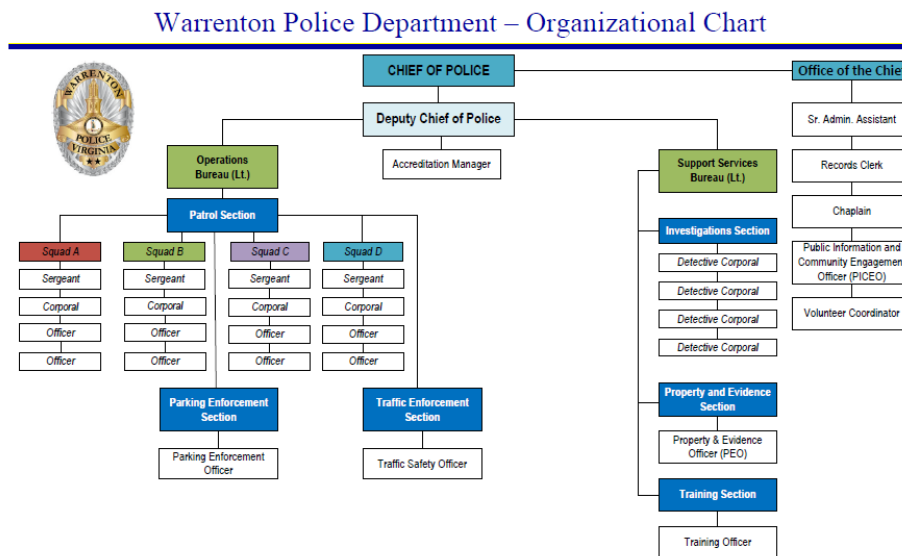 Warrenton Police Department – Organizational Chart
CHIEF OF POLICE
Office of the Chief
WARRENTON
POLICE
VIRGINIA
Deputy Chief of Police
Sr. Admin. Assistant
Operations
Bureau (Lt.)
Accreditation Manager
Support Services
Bureau (Lt.)
Records Clerk
Patrol Section
Chaplain
Investigations Section
Squad A
Squad B
Squad C
Squad D
Public Information and
Community Engagement
Officer (PICEO)
Sergeant
Sergeant
Sergeant
Sergeant
Detective Corporal
Corporal
Corporal
Corporal
Corporal
Detective Corporal
Volunteer Coordinator
Officer
Officer
Officer
Officer
Detective Corporal
Officer
Officer
Officer
Officer
Detective Corporal
Parking Enforcement
Section
Traffic Enforcement
Section
Property and Evidence
Section
Parking Enforcement
Officer
Traffic Safety Officer
Property & Evidence
Officer (PEO)
Training Section
Training Officer